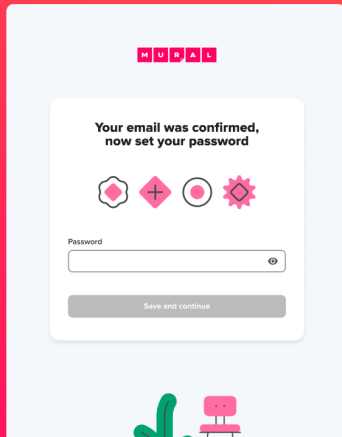 MURAL
Your email was confirmed,
now set your password
Password
Save and continue